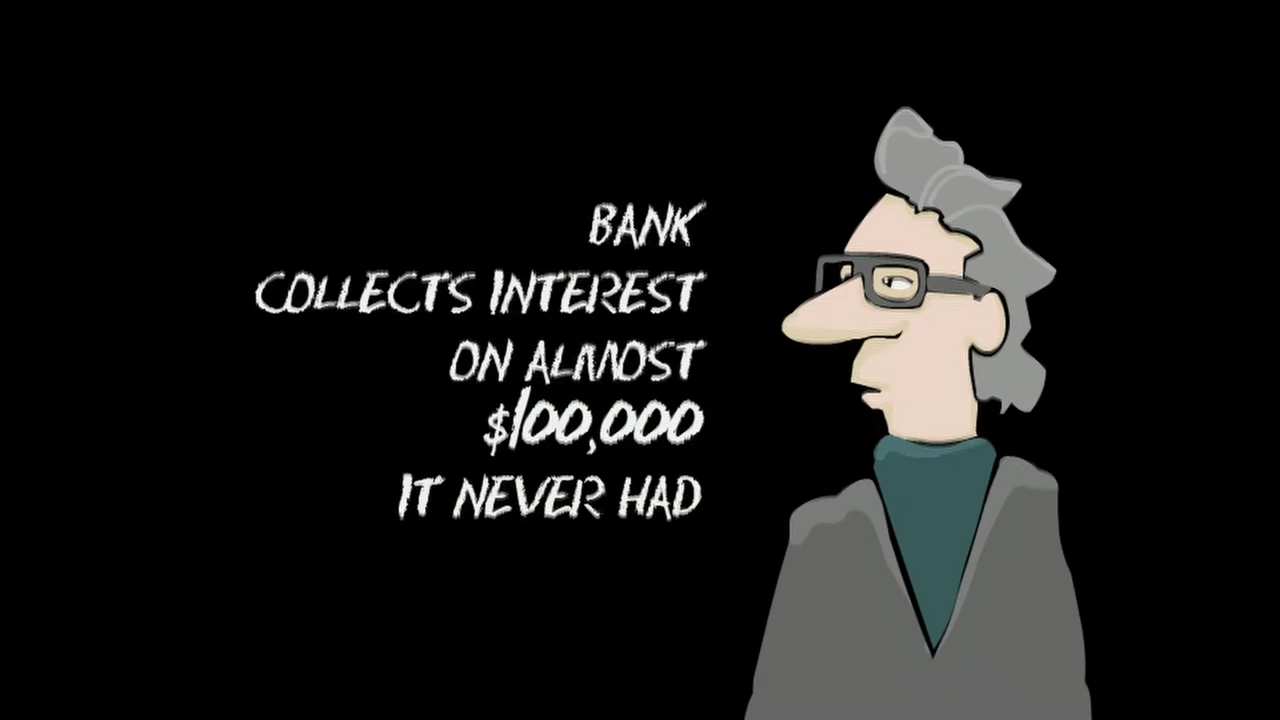 BANK
COLLECTS INTEREST
ON ALMOST
$100,000
IT NEVER HAD